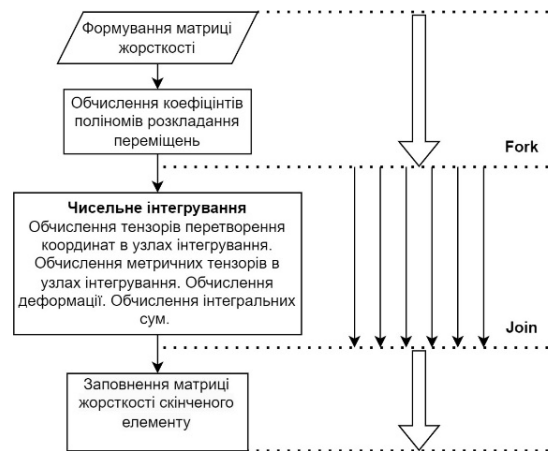 Формування матриці
жорсткості
Обчислення коефіцінтів
поліномів розкладання
переміщень
Fork
Чисельне інтегрування
Обчислення тензорів перетворення
координат в узлах інтегрування.
Обчислення метричних тензорів в
узлах інтегрування. Обчислення
деформації. Обчислення інтегральних
сум.
Join
Заповнення матриці
жорсткості скінченого
елементу